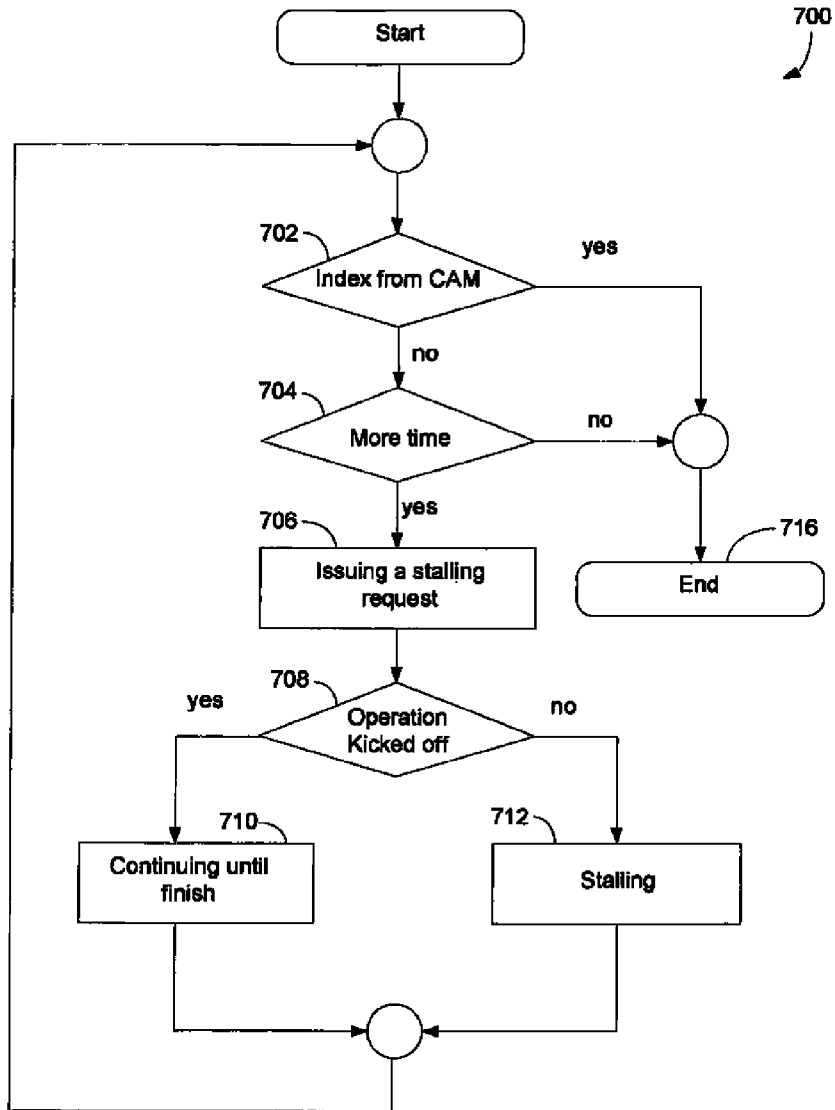 Start
700
702
Index from CAM
yes
no
704
More time
no
yes
706
Issuing a stalling
request
716
End
708
yes
Operation
Kicked off
no
710
Continuing until
finish
712
Stalling